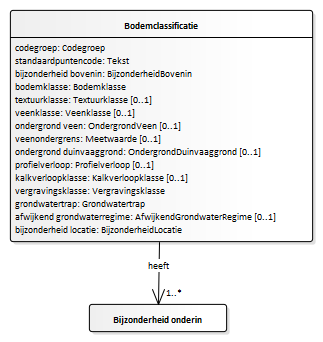 Bodemclassificatie
codegroep: Codegroep
standaardpuntencode: Tekst
bijzonderheid bovenin: BijzonderheidBovenin
bodemklasse: Bodemklasse
textuurklasse: Textuurklasse [0..1]
veenklasse: Veenklasse [0..1]
ondergrond veen: OndergrondVeen [0..1]
veenondergrens: Meetwaarde [0..1]
ondergrond duinvaaggrond: OndergrondDuinvaaggrond [0..1]
profielverloop: Profielverloop [0..1]
kalkverloopklasse: Kalkverloopklasse [0..1]
vergravingsklasse: Vergravingsklasse
grondwatertrap: Grondwatertrap
afwijkend grondwaterregime: AfwijkendGrondwaterRegime [0..1]
bijzonderheid locatie: BijzonderheidLocatie
heeft
1..*
Bijzonderheid onderin